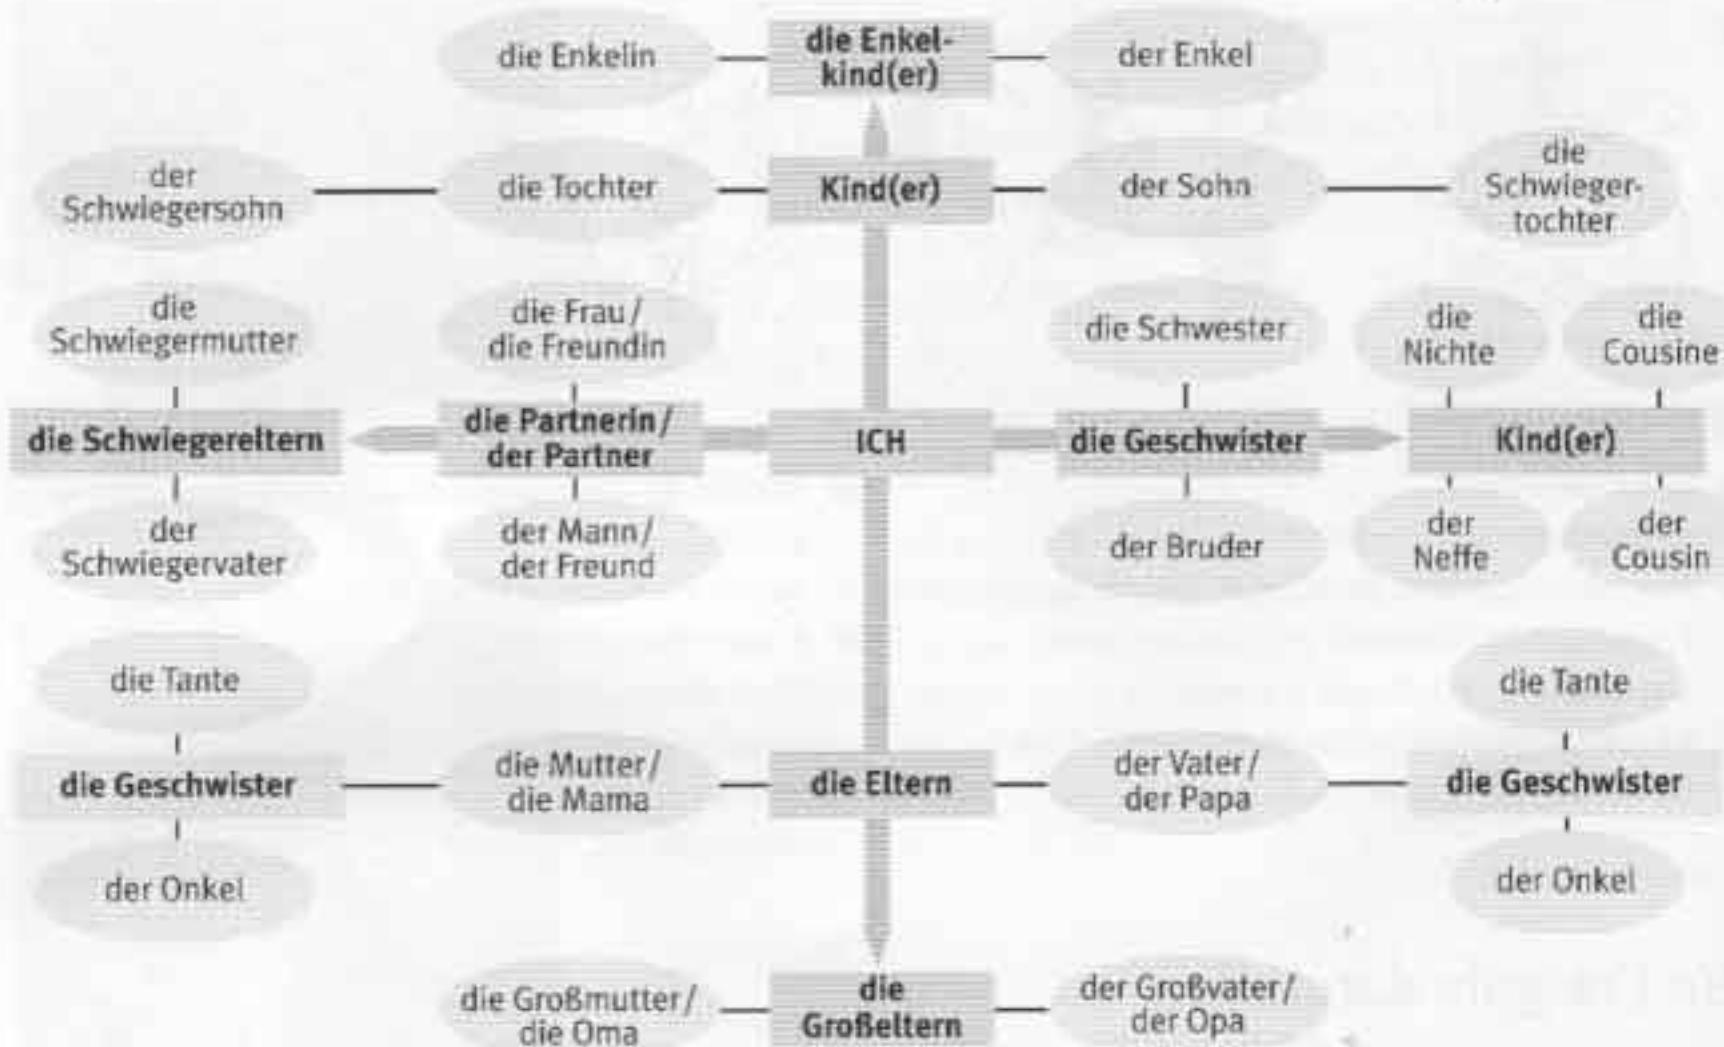 die Enkelin
die Enkel-
kind(er)
der Enkel
der
Schwiegersohn
die Tochter
Kind(er)
der Sohn
die
Schwieger-
tochter
die
Schwiegermutter
die Frau/
die Freundin
die Schwester
die
Nichte
die
Cousine
die Schwiegereltern
die Partnerin/
der Partner
ICH
die Geschwister
Kind(er)
der
Schwiegervater
der Mann/
der Freund
der Bruder
der
Neffe
der
Cousin
die Tante
die Tante
die Geschwister
die Mutter/
die Mama
die Eltern
der Vater/
der Papa
die Geschwister
der Onkel
der Onkel
die Großmutter/
die Oma
die
Großeltern
der Großvater/
der Opa